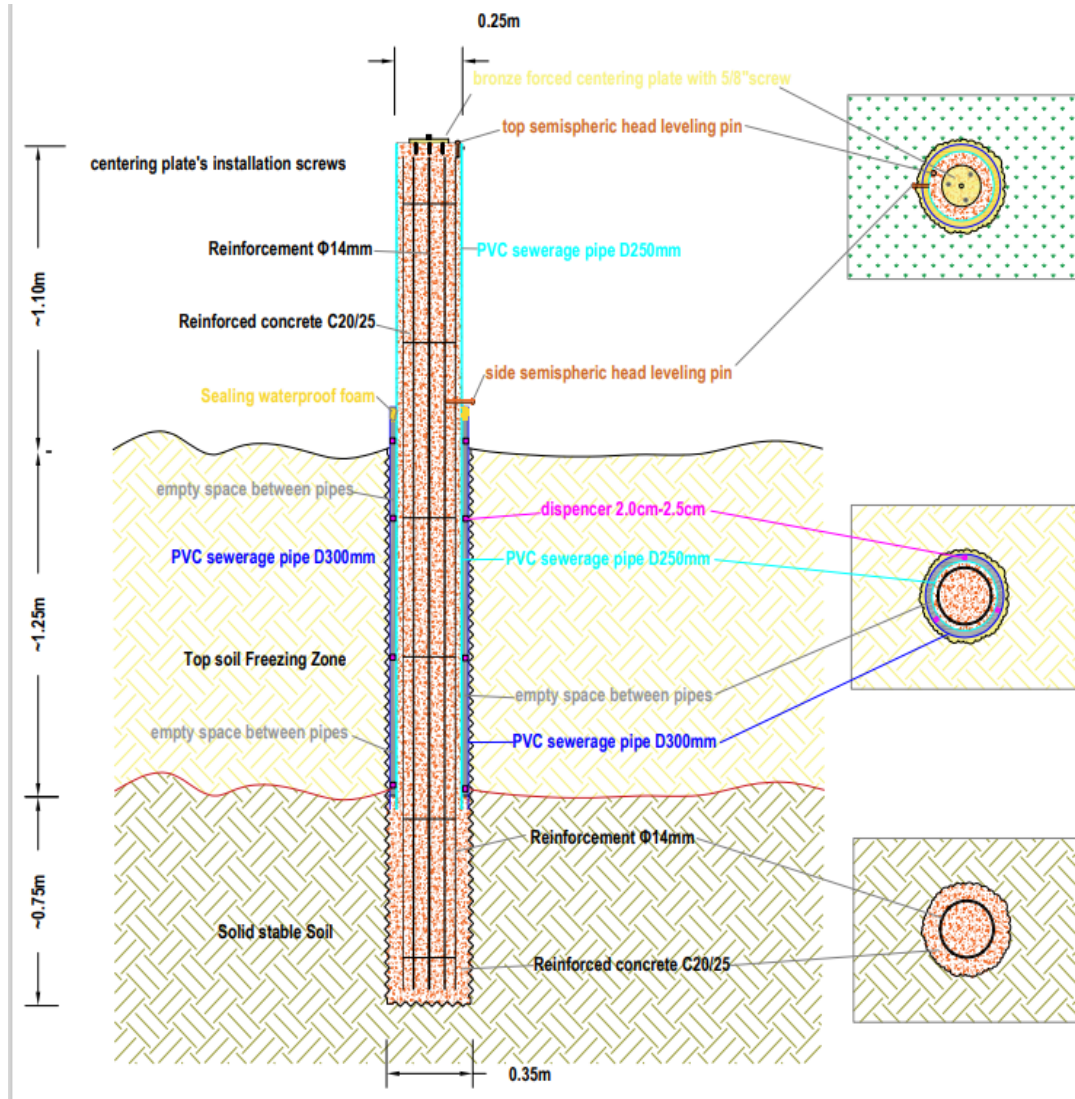 0.25m
bronze forced centering plate with 5/8"screw
top semispheric head leveling pin
centering plate's installation screws
Reinforcement Φ14mm
PVC sewerage pipe D250mm
~1.10m
Reinforced concrete C20/25
side semispheric head leveling pin
Sealing waterproof foam
empty space between pipes
dispencer 2.0cm-2.5cm
PVC sewerage pipe D300mm
PVC sewerage pipe D250mm
~1.25m
Top soil Freezing Zone
empty space between pipes
empty space between pipes
PVC sewerage pipe D300mm
Reinforcement Φ14mm
~0.75m
Solid stable Soil
Reinforced concrete C20/25
0.35m